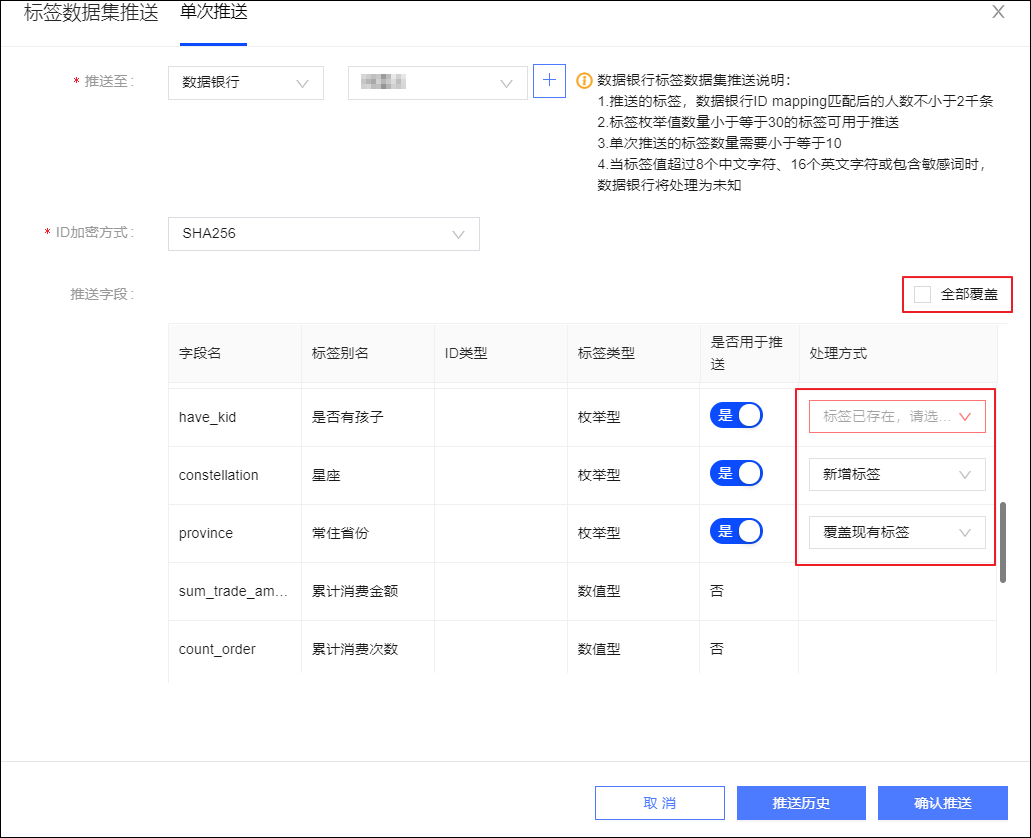 标签数据集推送 单次推送 X
* 推送至: 数据银行 +
数据银行标签数据集推送说明：
1.推送的标签，数据银行ID mapping匹配后的人数不小于2千条
2.标签枚举值数量小于等于30的标签可用于推送
3.单次推送的标签数量需要小于等于10
4.当标签值超过8个中文字符、16个英文字符或包含敏感词时，
数据银行将处理为未知
* ID加密方式: SHA256
推送字段: 全部覆盖
字段名 标签别名 ID类型 标签类型 是否用于推送 处理方式
have_kid 是否有孩子 枚举型 是 标签已存在，请选...
constellation 星座 枚举型 是 新增标签
province 常住省份 枚举型 是 覆盖现有标签
sum_trade_am... 累计消费金额 数值型 否
count_order 累计消费次数 数值型 否
取 消 推送历史 确认推送